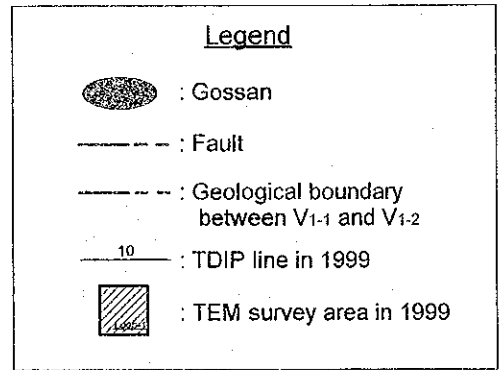 Legend
: Gossan
: Fault
: Geological boundary
between V1-1 and V1-2
10
: TDIP line in 1999
: TEM survey area in 1999